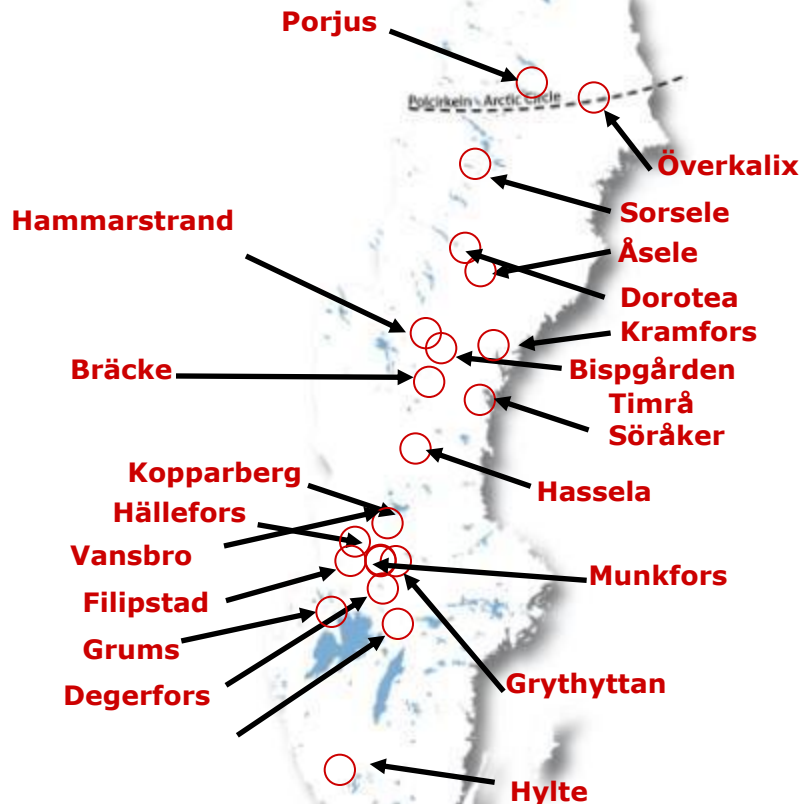 Porjus
Polcirkeln - Arctic Circle
Överkalix
Sorsele
Hammarstrand
Åsele
Dorotea
Kramfors
Bräcke
Bispgården
Timrå
Söråker
Kopparberg
Hassela
Hällefors
Vansbro
Munkfors
Filipstad
Grums
Grythyttan
Degerfors
Hylte